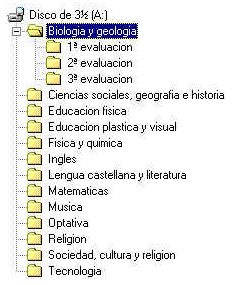 Disco de 3½ (A:)
Biologia y geologia
1ª evaluacion
2ª evaluacion
3ª evaluacion
Ciencias sociales, geografia e historia
Educacion fisica
Educacion plastica y visual
Fisica y quimica
Ingles
Lengua castellana y literatura
Matematicas
Musica
Optativa
Religion
Sociedad, cultura y religion
Tecnologia